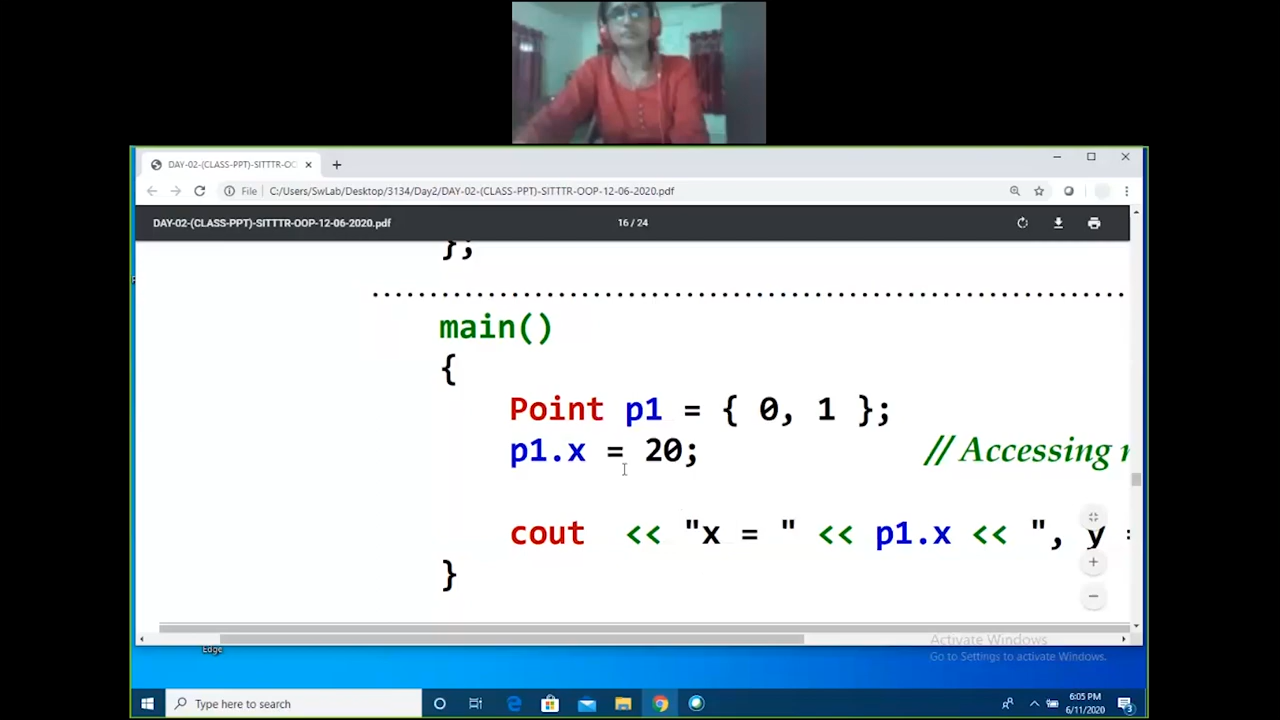 DAY-02-(CLASS-PPT)-SITTTR-OO
File C:/Users/SwLab/Desktop/3134/Day2/DAY-02-(CLASS-PPT)-SITTTR-OOP-12-06-2020.pdf
DAY-02-(CLASS-PPT)-SITTTR-OOP-12-06-2020.pdf 16 / 24
};
main()
{
Point p1 = { 0, 1 };
p1.x = 20; // Accessing
cout << "x = " << p1.x << ", y =
}
Activate Windows
Go to Settings to activate Windows.
Edge
Type here to search
6:05 PM
6/11/2020
3